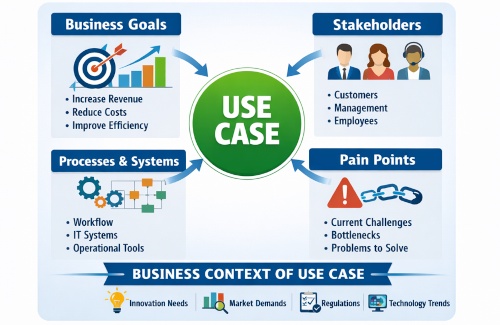 Business Goals
• Increase Revenue
• Reduce Costs
• Improve Efficiency
Stakeholders
• Customers
• Management
• Employees
USE
CASE
Processes & Systems
• Workflow
• IT Systems
• Operational Tools
Pain Points
• Current Challenges
• Bottlenecks
• Problems to Solve
BUSINESS CONTEXT OF USE CASE
Innovation Needs
Market Demands
Regulations
Technology Trends